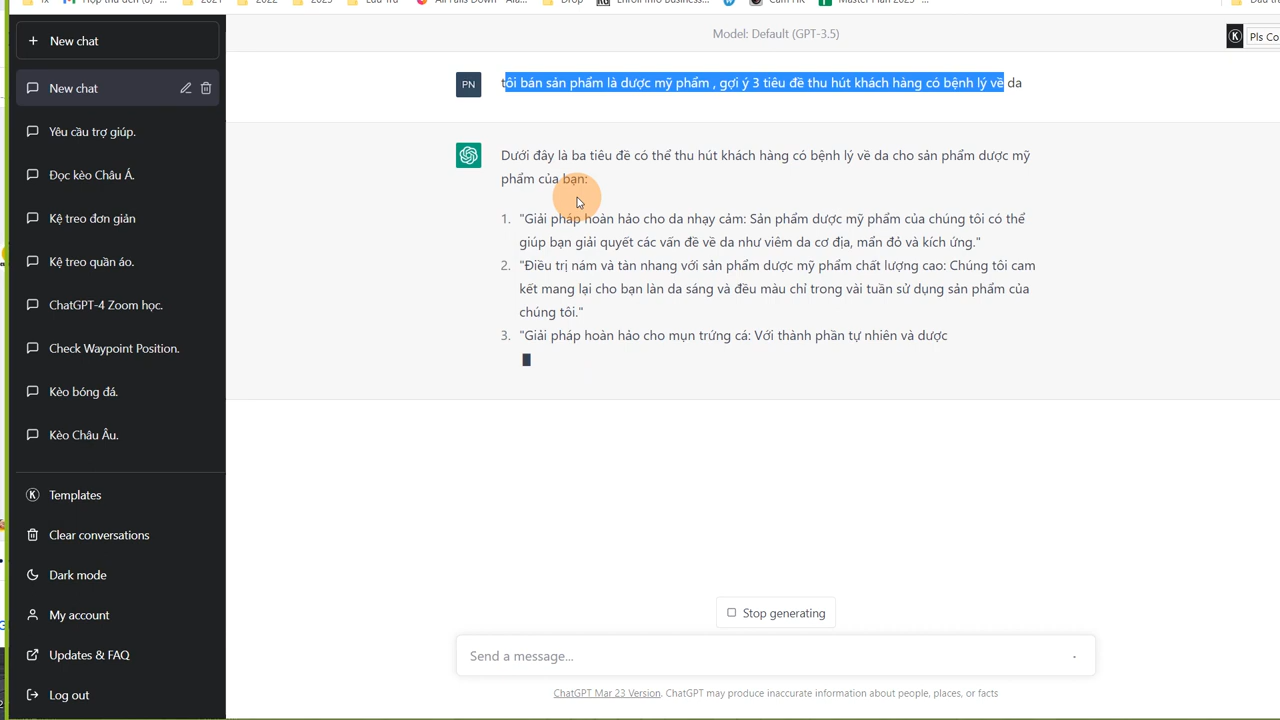 2021
2022
2023
Drop
Master Plan 2023
New chat
New chat
Yêu cầu trợ giúp.
Đọc kèo Châu Á.
Kệ treo đơn giản
Kệ treo quần áo.
ChatGPT-4 Zoom học.
Check Waypoint Position.
Kèo bóng đá.
Kèo Châu Âu.
Templates
Clear conversations
Dark mode
My account
Updates & FAQ
Log out
Model: Default (GPT-3.5)
Pls Co
PN
tôi bán sản phẩm là dược mỹ phẩm , gợi ý 3 tiêu đề thu hút khách hàng có bệnh lý về da
Dưới đây là ba tiêu đề có thể thu hút khách hàng có bệnh lý về da cho sản phẩm dược mỹ
phẩm của bạn:
1. "Giải pháp hoàn hảo cho da nhạy cảm: Sản phẩm dược mỹ phẩm của chúng tôi có thể
giúp bạn giải quyết các vấn đề về da như viêm da cơ địa, mẩn đỏ và kích ứng."
2. "Điều trị nám và tàn nhang với sản phẩm dược mỹ phẩm chất lượng cao: Chúng tôi cam
kết mang lại cho bạn làn da sáng và đều màu chỉ trong vài tuần sử dụng sản phẩm của
chúng tôi."
3. "Giải pháp hoàn hảo cho mụn trứng cá: Với thành phần tự nhiên và dược
Stop generating
Send a message...
ChatGPT Mar 23 Version. ChatGPT may produce inaccurate information about people, places, or facts